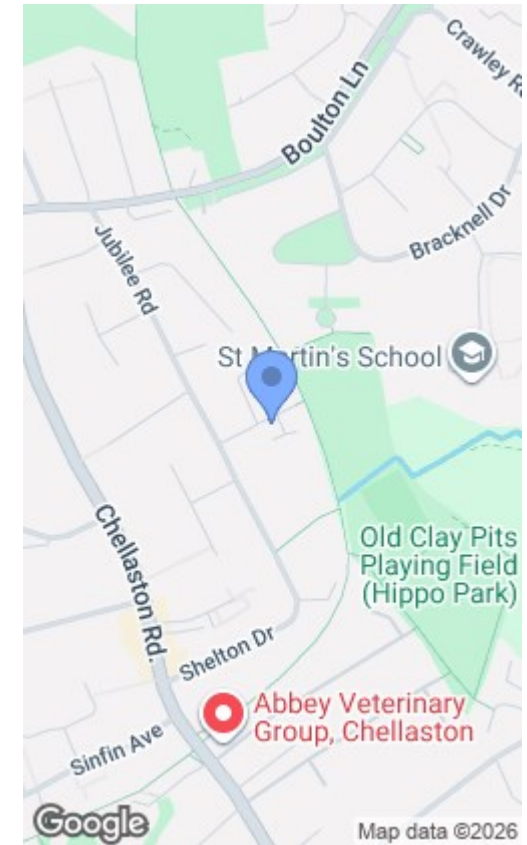 Crawley Rd
Boulton Ln
Bracknell Dr
Jubilee Rd
St Martin's School
Chellaston Rd.
Old Clay Pits
Playing Field
(Hippo Park)
Shelton Dr
Abbey Veterinary
Group, Chellaston
Sinfin Ave
Google
Map data ©2026